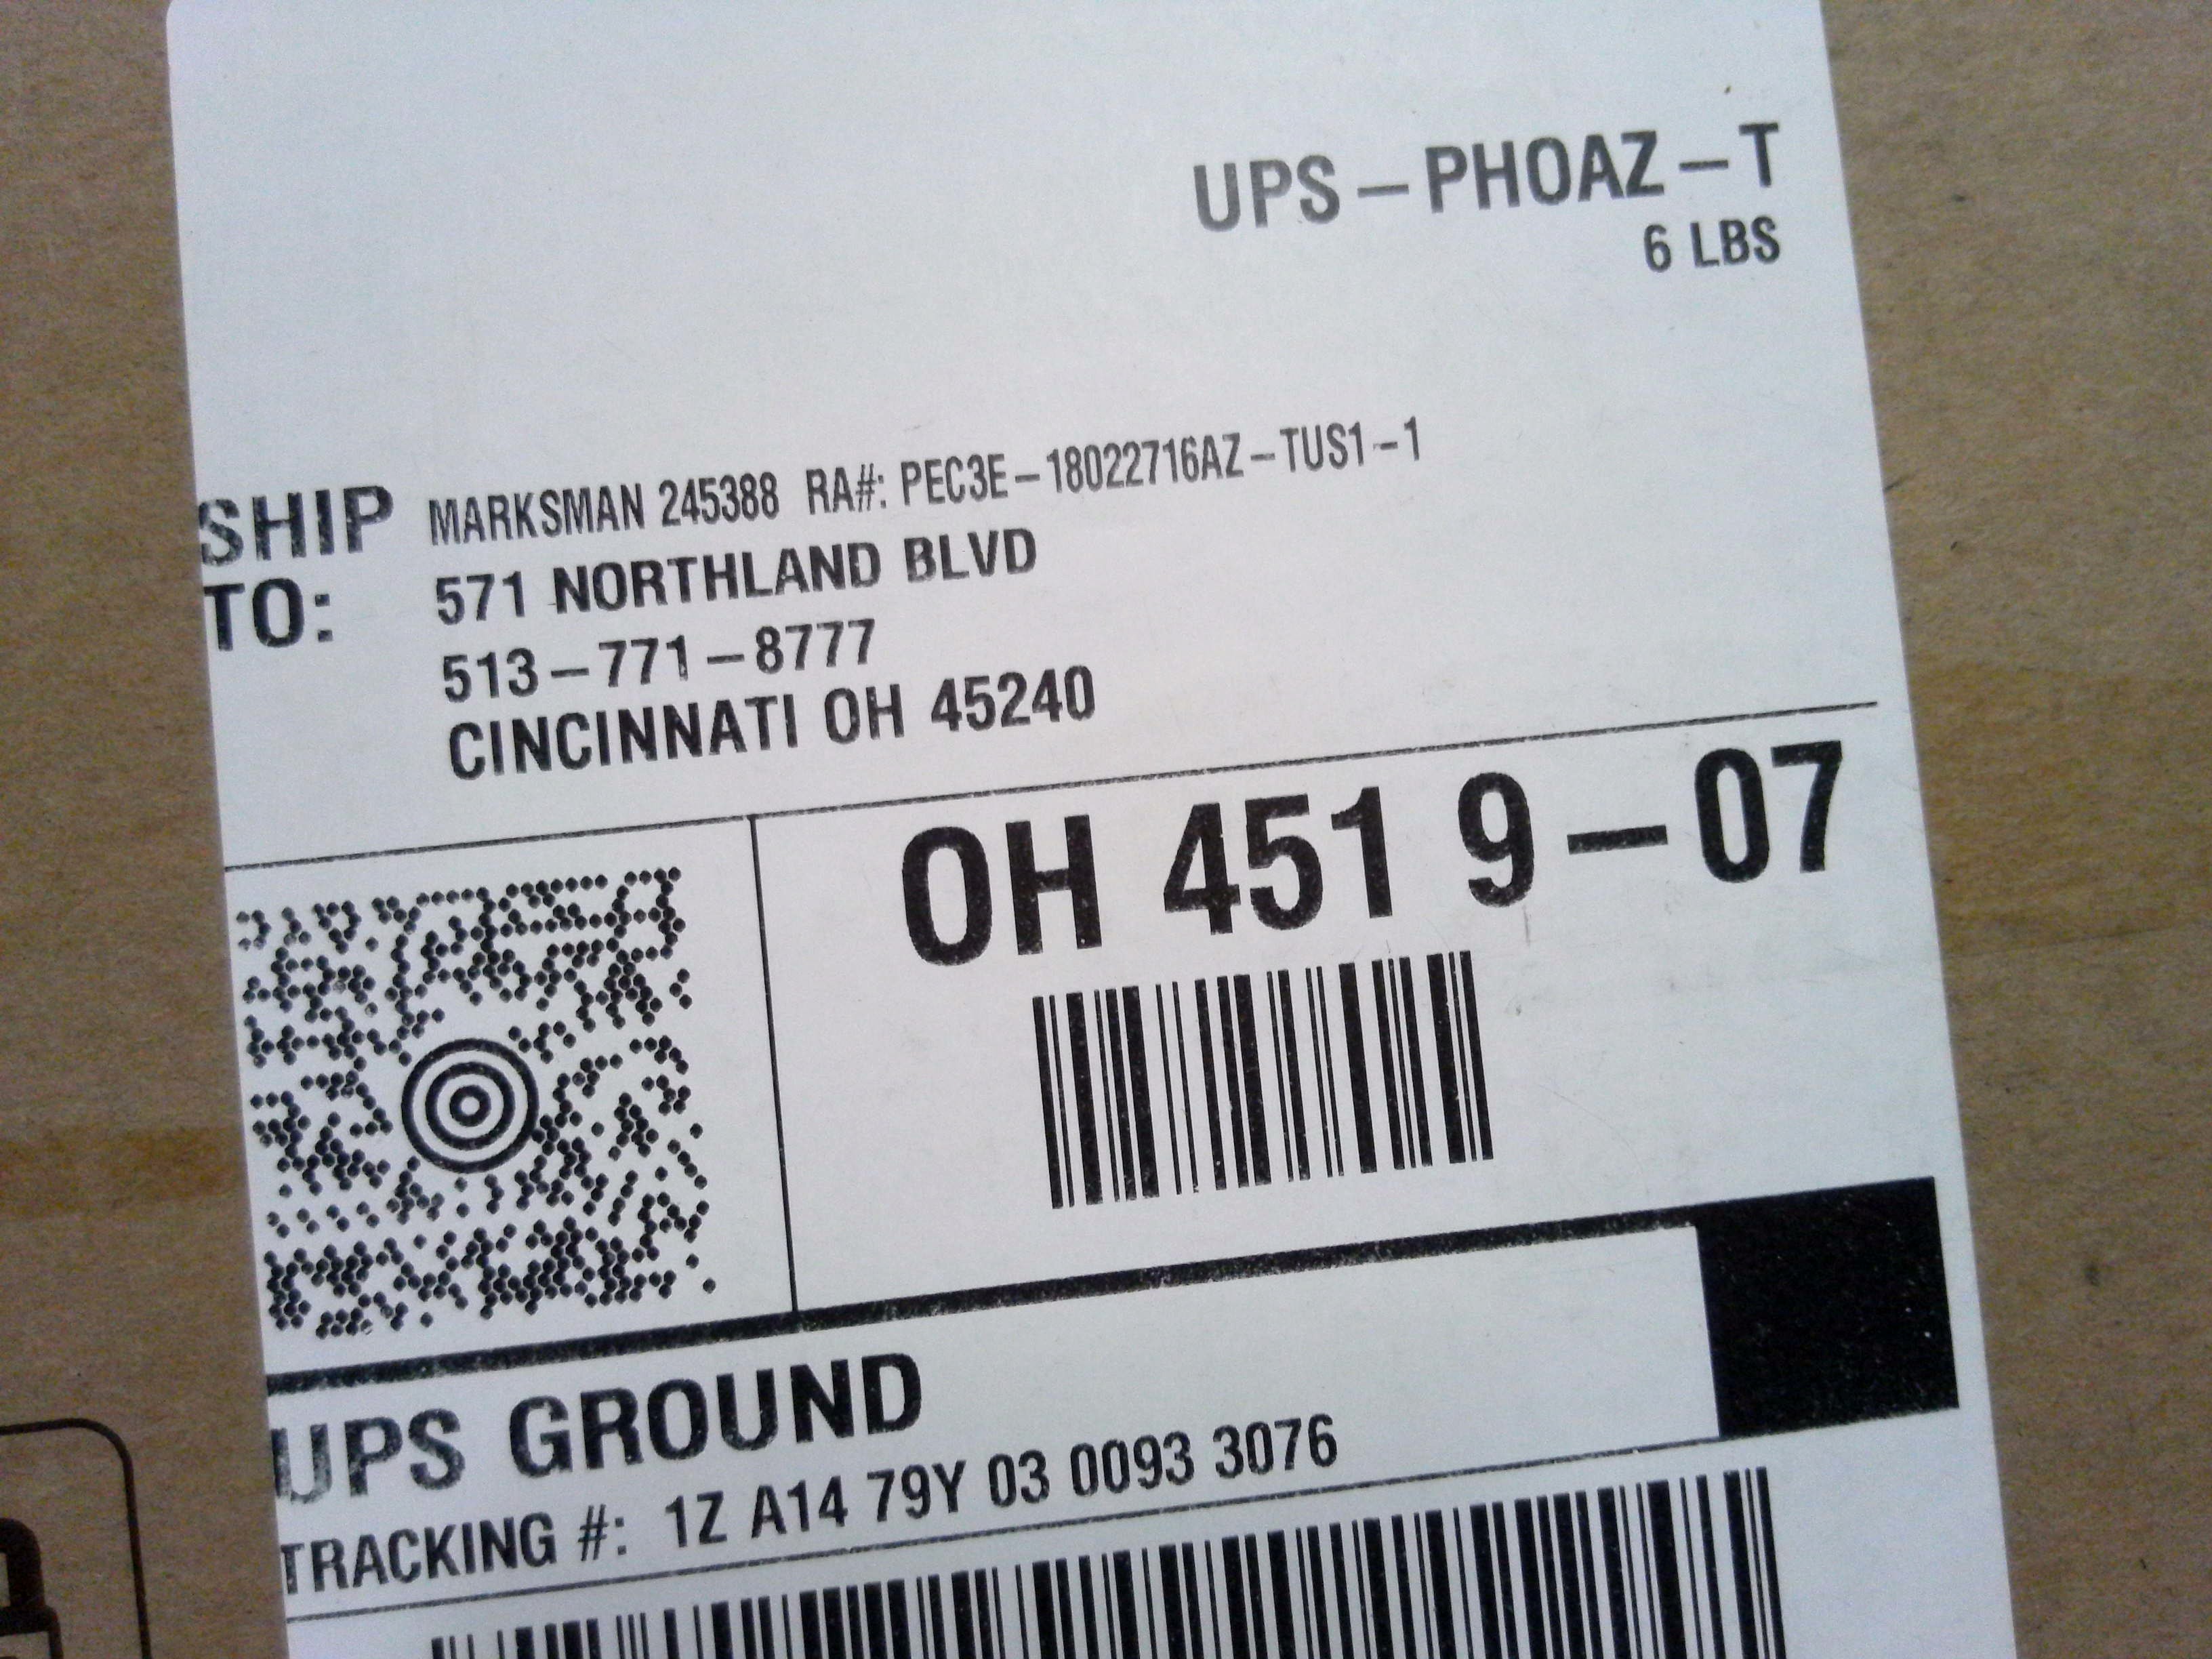 UPS – PHOAZ – T
6 LBS
SHIP TO: MARKSMAN 245388 RA#: PEC3E – 18022716AZ – TUS1 – 1
571 NORTHLAND BLVD
513 – 771 – 8777
CINCINNATI OH 45240
OH 451 9 – 07
UPS GROUND
TRACKING #: 1Z A14 79Y 03 0093 3076